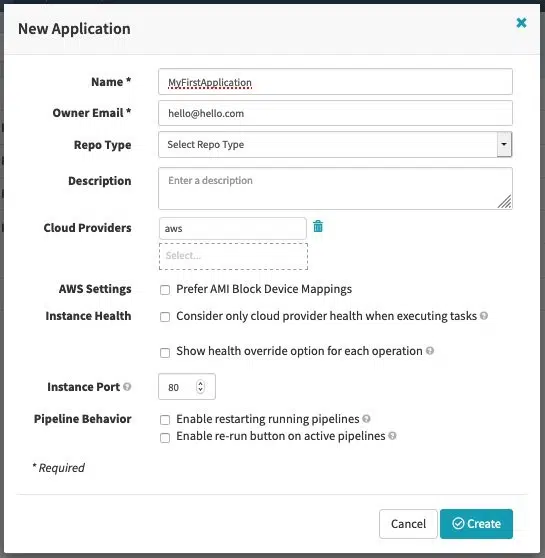 New Application
Name *
MyFirstApplication
Owner Email *
hello@hello.com
Repo Type
Select Repo Type
Description
Enter a description
Cloud Providers
aws
Select...
AWS Settings
Prefer AMI Block Device Mappings
Instance Health
Consider only cloud provider health when executing tasks
Show health override option for each operation
Instance Port
80
Pipeline Behavior
Enable restarting running pipelines
Enable re-run button on active pipelines
* Required
Cancel
Create